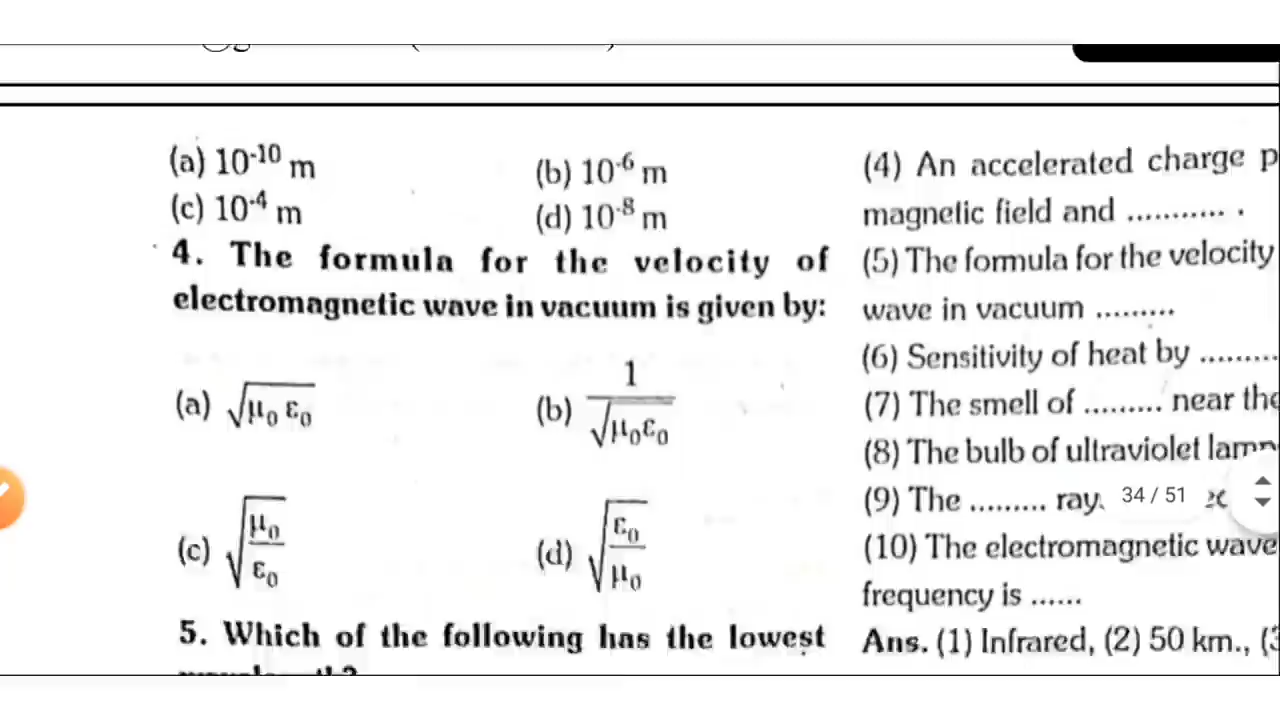 (a) 10⁻¹⁰ m
(b) 10⁻⁶ m
(c) 10⁻⁴ m
(d) 10⁻⁸ m
4. The formula for the velocity of
electromagnetic wave in vacuum is given by:
(a) √(μ₀ ε₀)
(b) 1/√(μ₀ε₀)
(c) √(μ₀/ε₀)
(d) √(ε₀/μ₀)
5. Which of the following has the lowest
(4) An accelerated charge p
magnetic field and ........... .
(5) The formula for the velocity
wave in vacuum .........
(6) Sensitivity of heat by .........
(7) The smell of ......... near the
(8) The bulb of ultraviolet lamp
(9) The ......... ray
34 / 51
(10) The electromagnetic wave
frequency is ......
Ans. (1) Infrared, (2) 50 km., (3